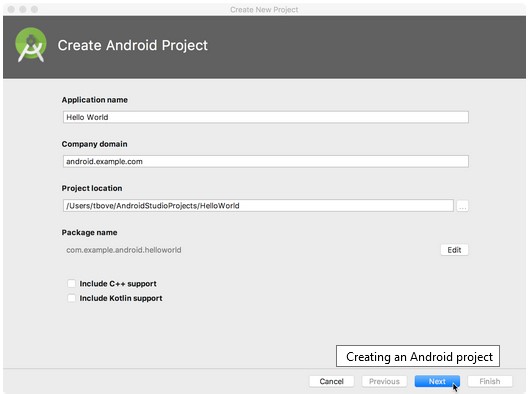 Create New Project
Create Android Project
Application name
Hello World
Company domain
android.example.com
Project location
/Users/tbove/AndroidStudioProjects/HelloWorld
...
Package name
com.example.android.helloworld
Edit
Include C++ support
Include Kotlin support
Creating an Android project
Cancel Previous Next Finish